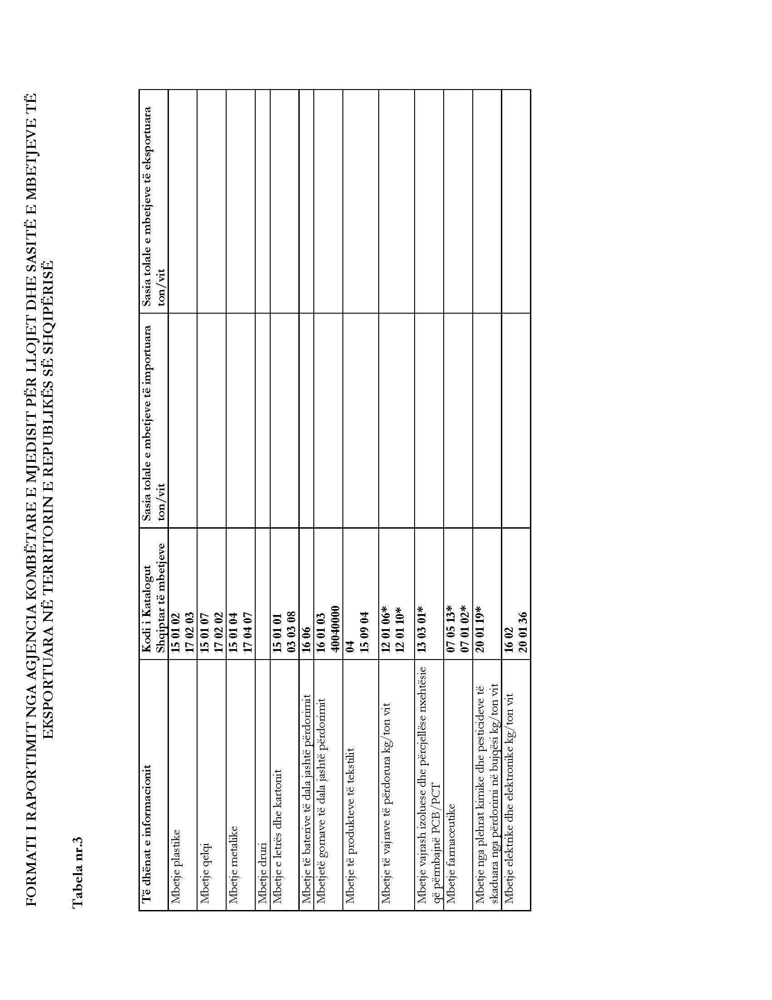 FORMATI I RAPORTIMIT NGA AGJENCIA KOMBËTARE E MJEDISIT PËR LLOJET DHE SASITË E MBETJEVE TË
EKSPORTUARA NË TERRITORIN E REPUBLIKËS SË SHQIPËRISË
Tabela nr.3
Të dhënat e informacionit
Kodi i Katalogut
Shqiptar të mbetjeve
Sasia tolale e mbetjeve të importuara
ton/vit
Sasia tolale e mbetjeve të eksportuara
ton/vit
Mbetje plastike
15 01 02
17 02 03
Mbetje qelqi
15 01 07
17 02 02
Mbetje metalike
15 01 04
17 04 07
Mbetje druri
Mbetje e letrës dhe kartonit
15 01 01
03 03 08
Mbetje të baterive të dala jashtë përdorimit
16 06
Mbetjetë gomave të dala jashtë përdorimit
16 01 03
40040000
Mbetje të produkteve të tekstilit
04
15 09 04
Mbetje të vajrave të përdorura kg/ton vit
12 01 06*
12 01 10*
Mbetje vajrash izoluese dhe përcjellëse nxehtësie
që përmbajnë PCB/PCT
13 03 01*
Mbetje farmaceutike
07 05 13*
07 01 02*
Mbetje nga plehrat kimike dhe pesticideve të
skaduara nga përdorimi në bujqësi kg/ton vit
20 01 19*
Mbetje elektrike dhe elektronike kg/ton vit
16 02
20 01 36